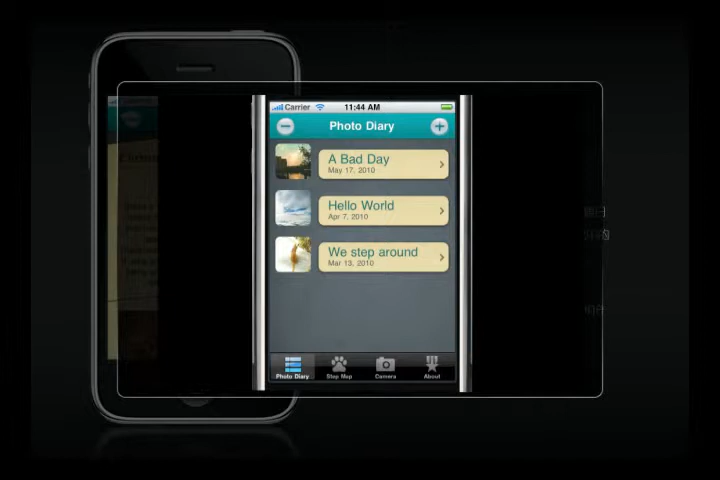 Carrier
11:44 AM
Photo Diary
A Bad Day
May 17, 2010
Hello World
Apr 7, 2010
We step around
Mar 13, 2010
Photo Diary
Step Map
Camera
About